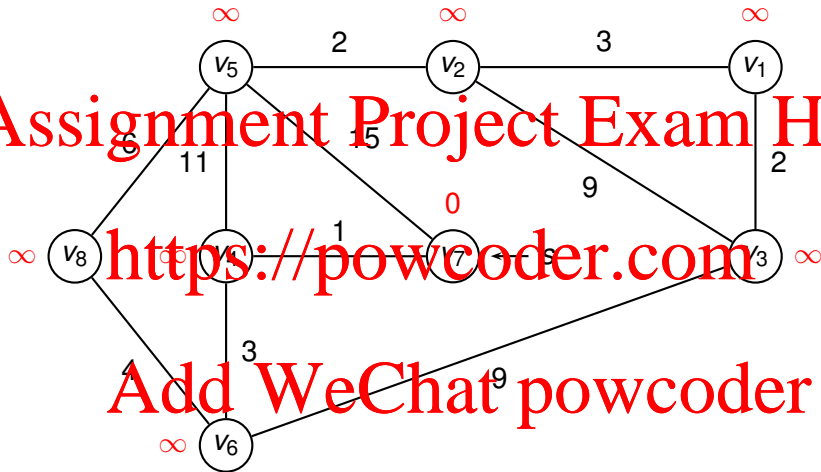 ∞ ∞ ∞
2 3
v5 v2 v1
Assignment Project Exam H
6 11 15 2
9
0
1
∞ v8 ∞ v4 v7 s v3 ∞
https://powcoder.com
3
4 9
Add WeChat powcoder
∞ v6